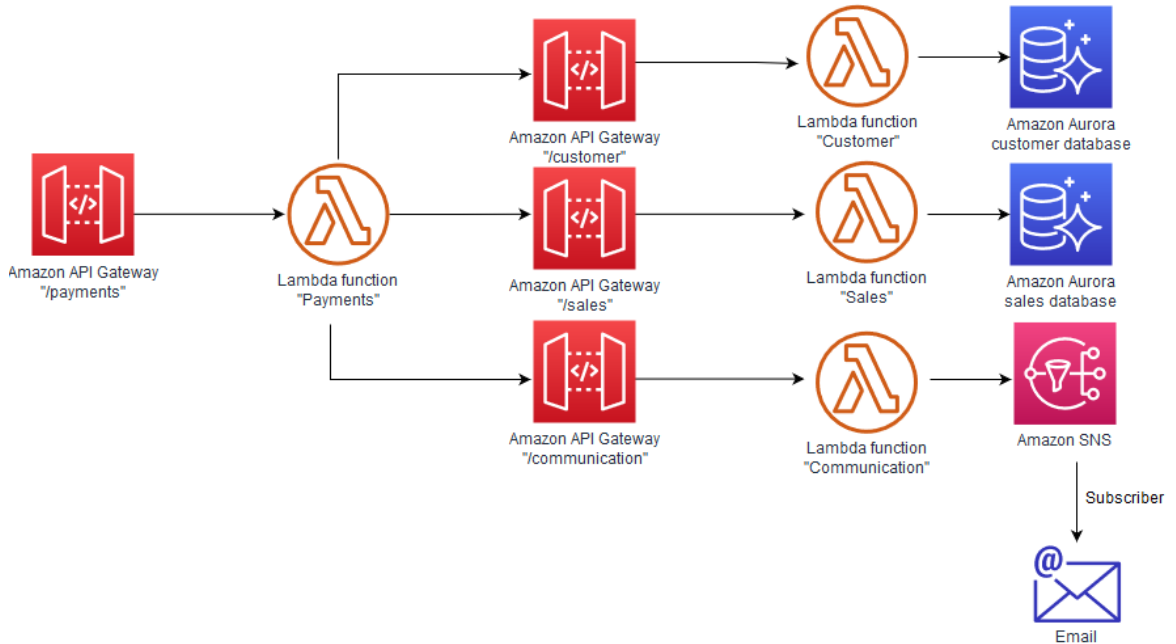 Amazon API Gateway
"/payments"
Lambda function
"Payments"
</>
Amazon API Gateway
"/customer"
Lambda function
"Customer"
Amazon Aurora
customer database
</>
</>
Amazon API Gateway
"/sales"
Lambda function
"Sales"
Amazon Aurora
sales database
</>
Amazon API Gateway
"/communication"
Lambda function
"Communication"
Amazon SNS
Subscriber
@
Email